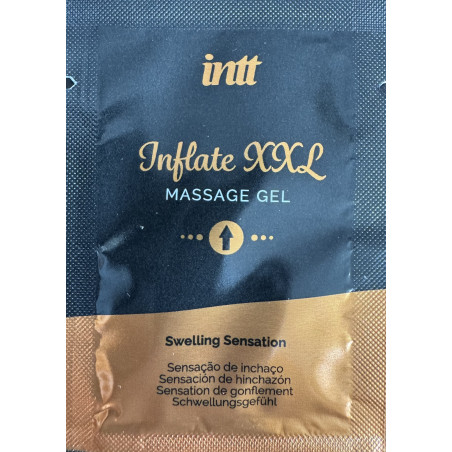 intt
Inflate XXL
MASSAGE GEL
Swelling Sensation
Sensação de inchaço
Sensación de hinchazón
Sensation de gonflement
Schwellungsgefühl